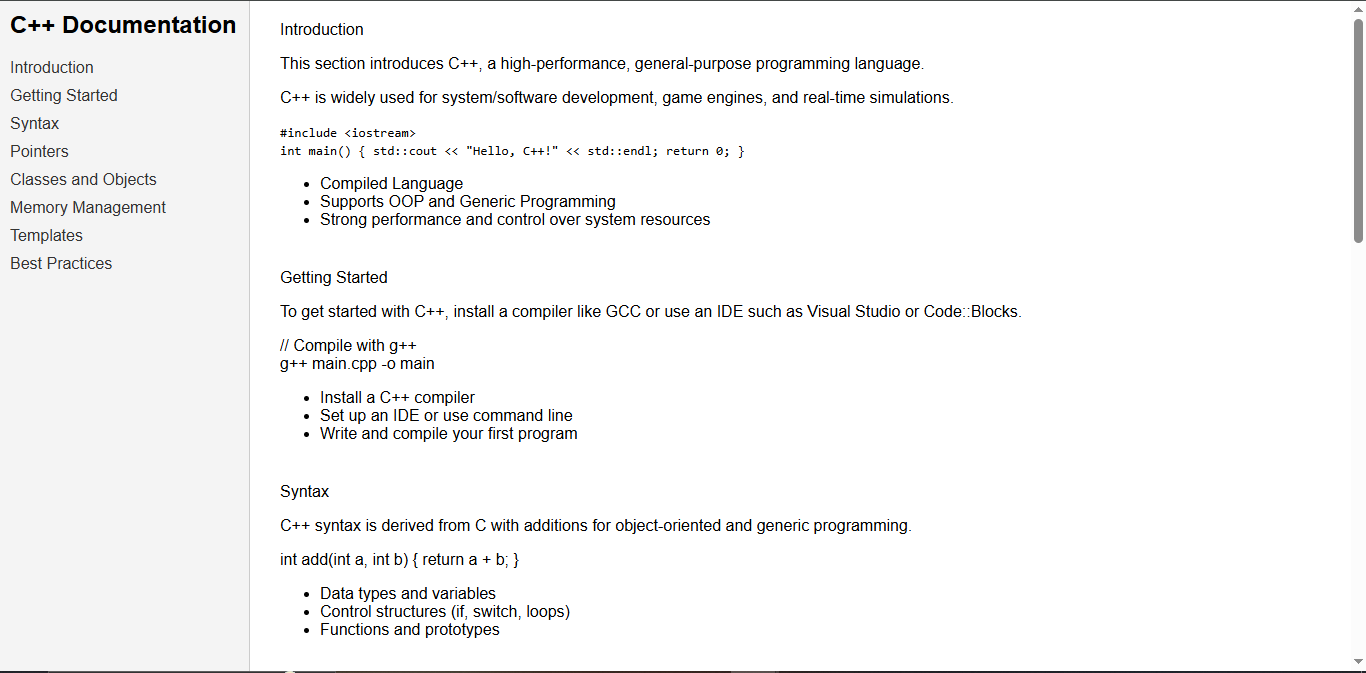 C++ Documentation
Introduction
Getting Started
Syntax
Pointers
Classes and Objects
Memory Management
Templates
Best Practices
Introduction
This section introduces C++, a high-performance, general-purpose programming language.
C++ is widely used for system/software development, game engines, and real-time simulations.
#include <iostream>
int main() { std::cout << "Hello, C++!" << std::endl; return 0; }
• Compiled Language
• Supports OOP and Generic Programming
• Strong performance and control over system resources
Getting Started
To get started with C++, install a compiler like GCC or use an IDE such as Visual Studio or Code::Blocks.
// Compile with g++
g++ main.cpp -o main
• Install a C++ compiler
• Set up an IDE or use command line
• Write and compile your first program
Syntax
C++ syntax is derived from C with additions for object-oriented and generic programming.
int add(int a, int b) { return a + b; }
• Data types and variables
• Control structures (if, switch, loops)
• Functions and prototypes